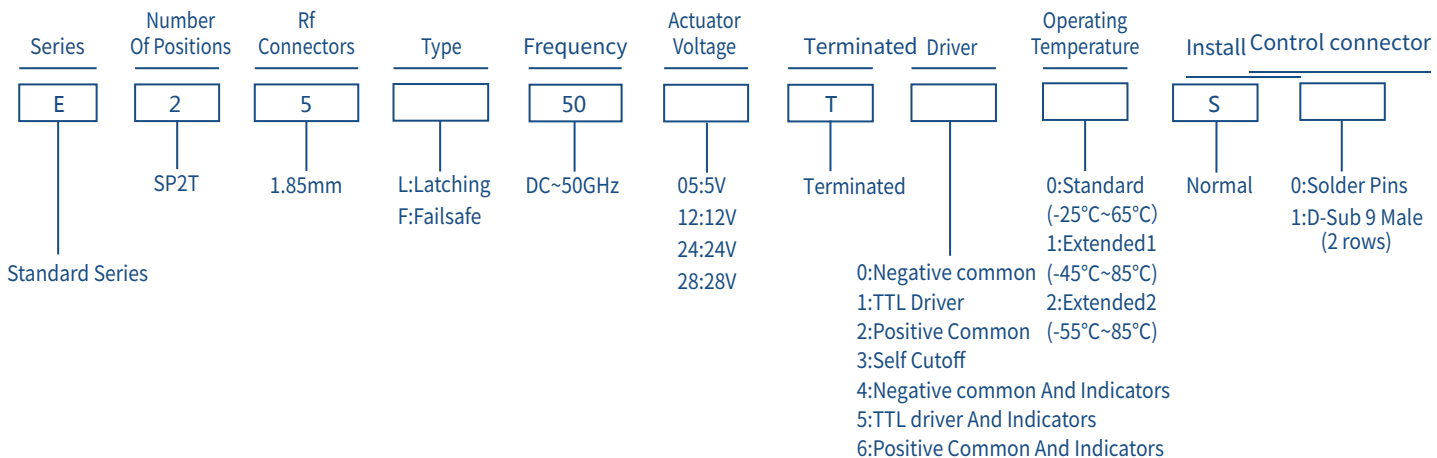 Series
Number
Of Positions
Rf
Connectors
Type
Frequency
Actuator
Voltage
Terminated
Driver
Operating
Temperature
Install
Control connector
E
2
5
50
T
S
Standard Series
SP2T
1.85mm
L:Latching
F:Failsafe
DC~50GHz
05:5V
12:12V
24:24V
28:28V
Terminated
0:Negative common
1:TTL Driver
2:Positive Common
3:Self Cutoff
4:Negative common And Indicators
5:TTL driver And Indicators
6:Positive Common And Indicators
0:Standard
(-25°C~65°C)
1:Extended1
(-45°C~85°C)
2:Extended2
(-55°C~85°C)
Normal
0:Solder Pins
1:D-Sub 9 Male
(2 rows)